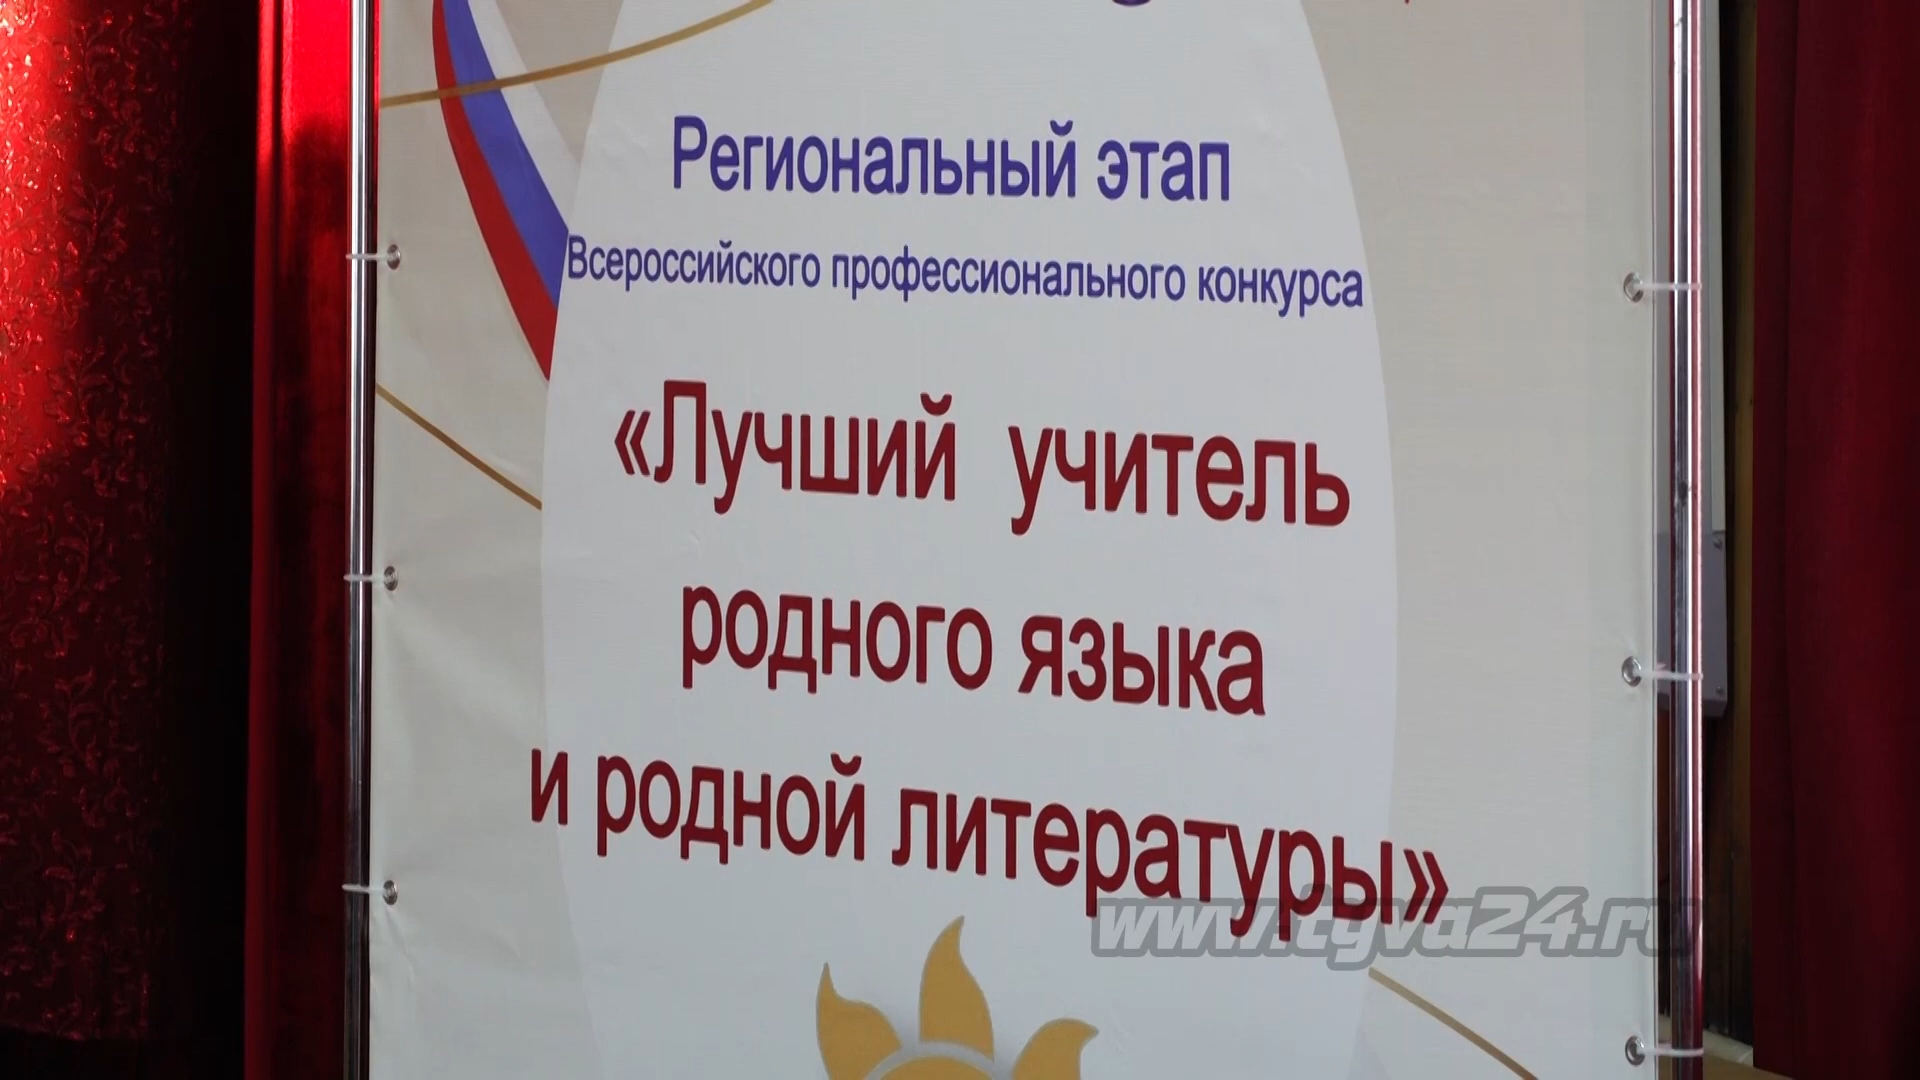 Региональный этап
Всероссийского профессионального конкурса
«Лучший учитель
родного языка
и родной литературы»
www.tyva24.ru